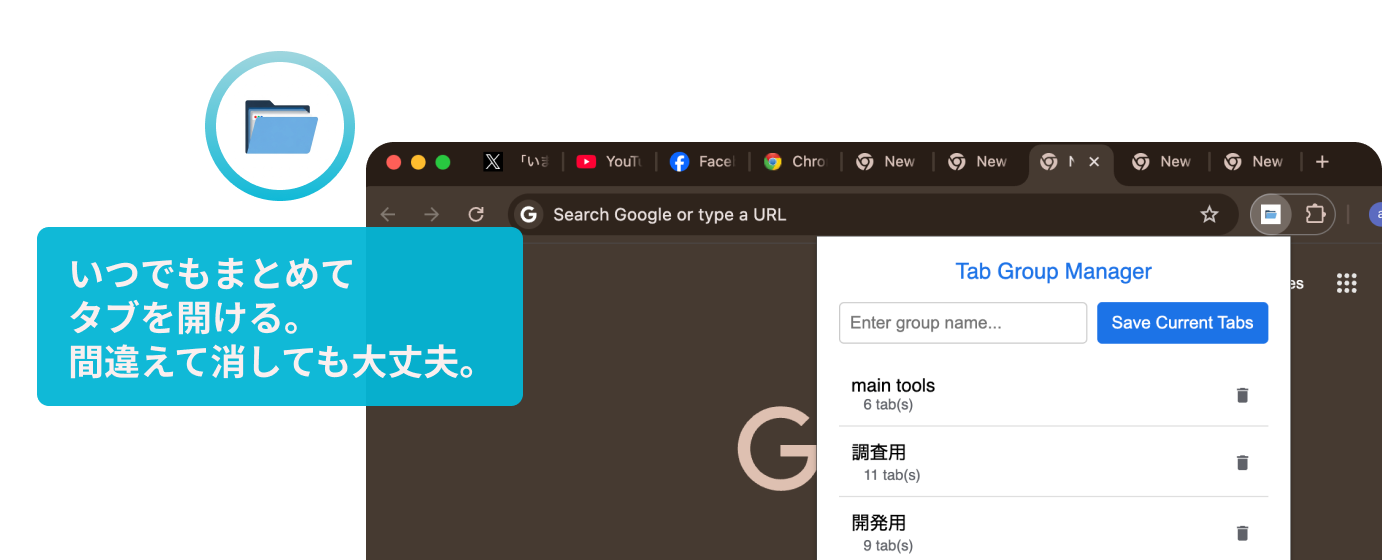 「いま YouTu Facel Chro New New N New New
Search Google or type a URL
いつでもまとめて
タブを開ける。
間違えて消しても大丈夫。
es
Tab Group Manager
Enter group name...
Save Current Tabs
main tools
6 tab(s)
調査用
11 tab(s)
開発用
9 tab(s)
G
a